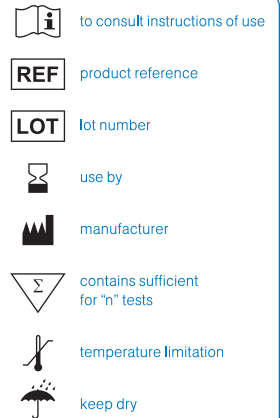 i to consult instructions of use
REF product reference
LOT lot number
use by
manufacturer
Σ contains sufficient
for "n" tests
temperature limitation
keep dry